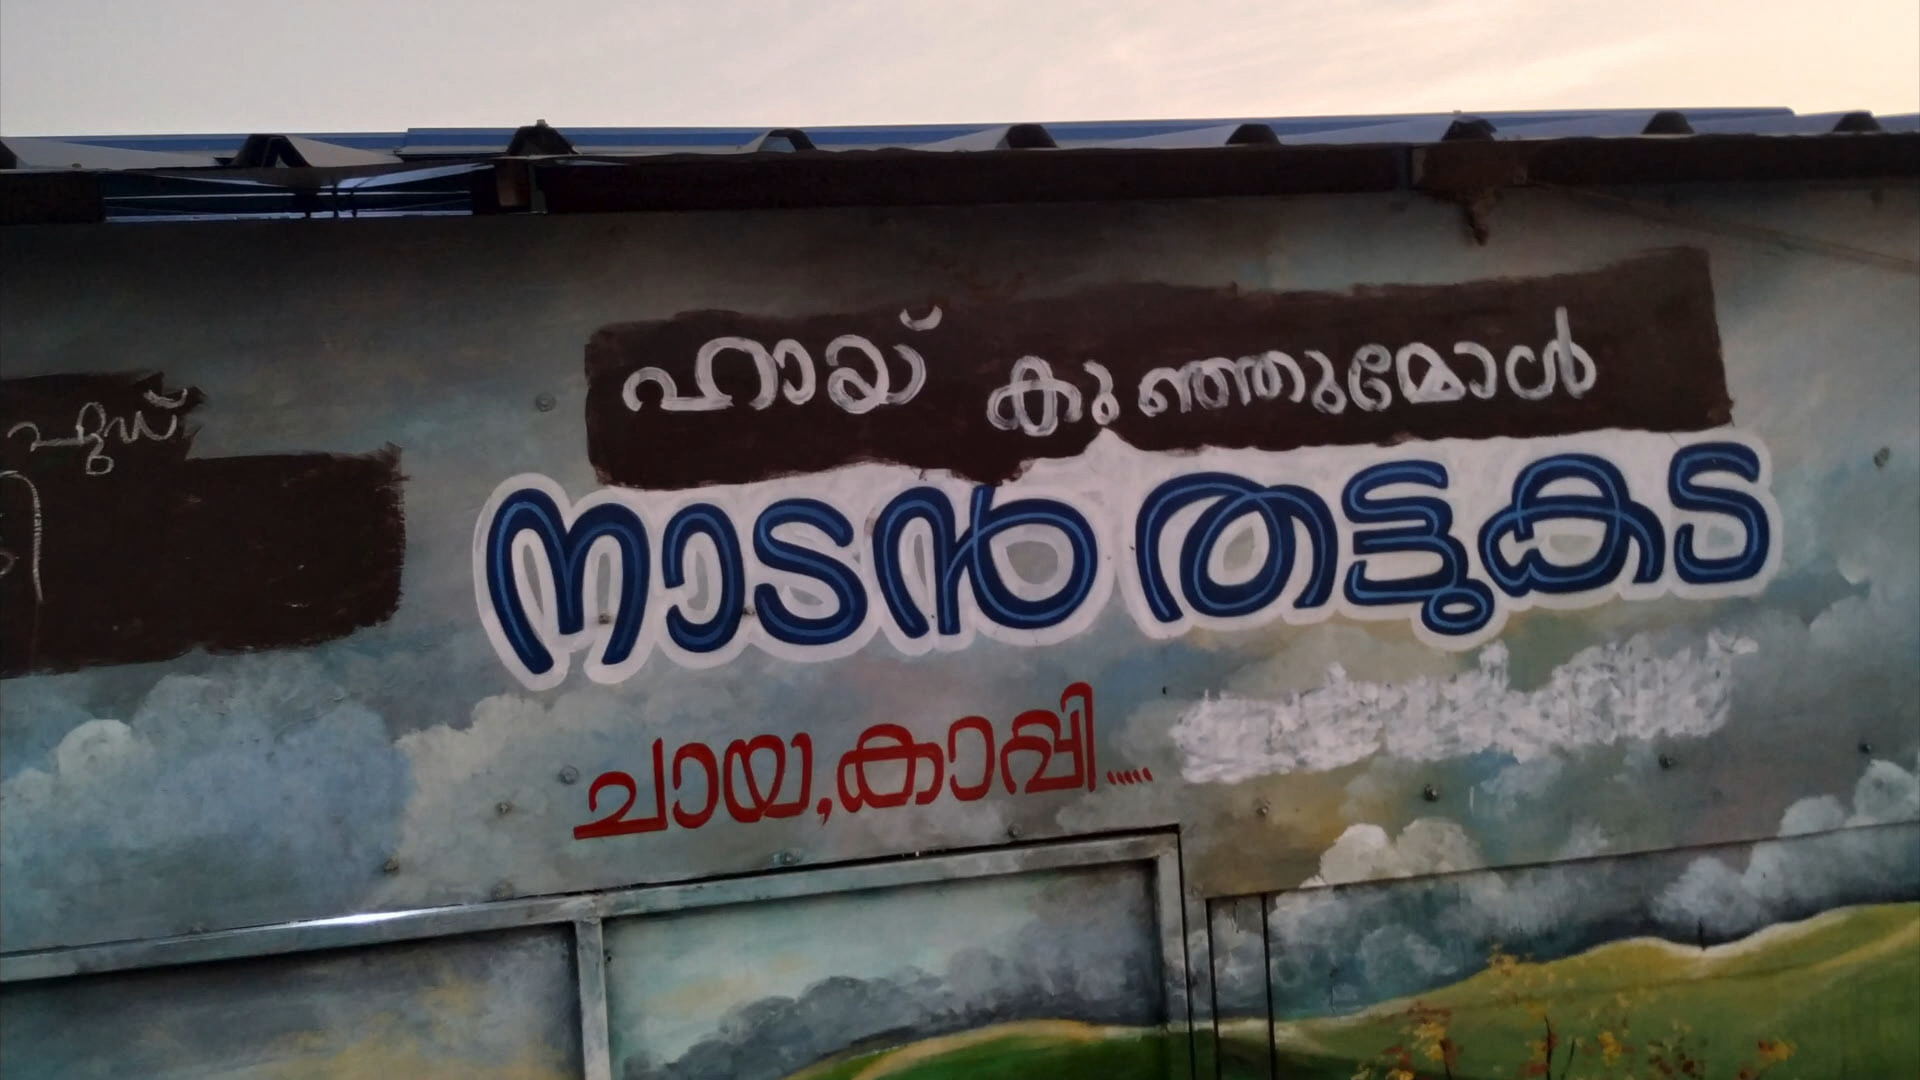 ഹായ് കുഞ്ഞുമോൾ
നാടൻ തട്ടുകട
ചായ,കാപ്പി.....